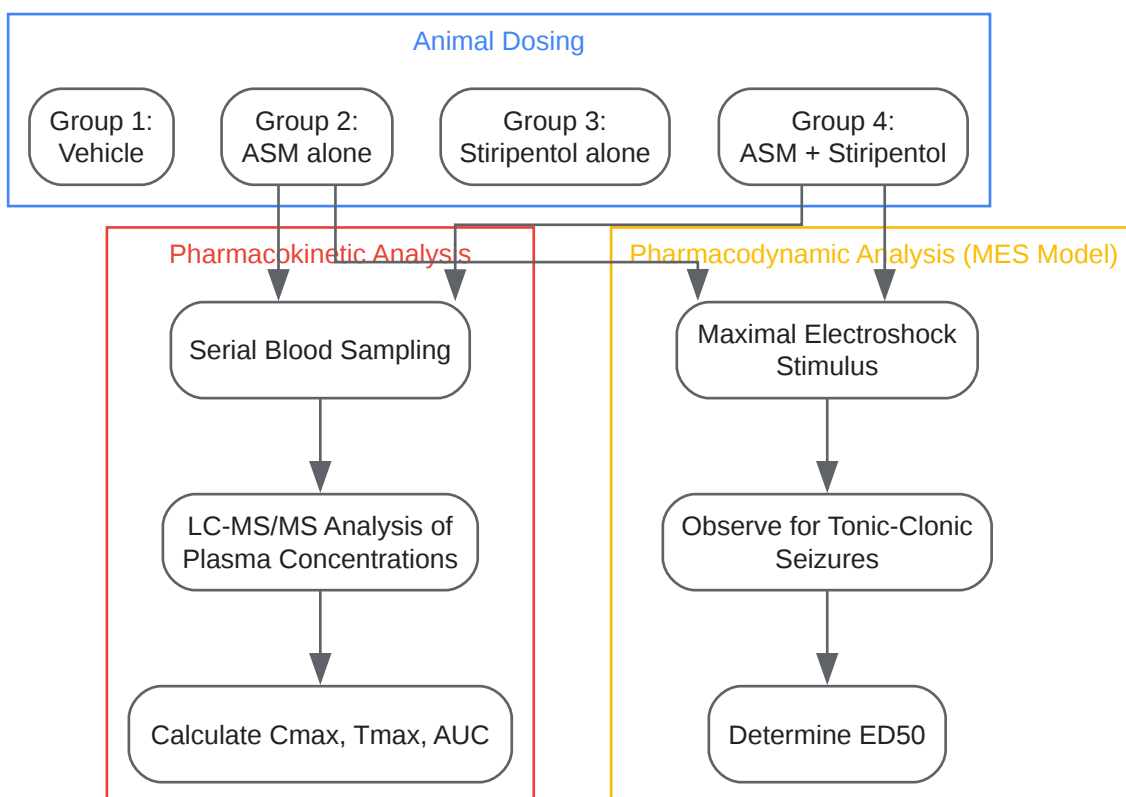 Animal Dosing
Group 1:
Vehicle
Group 2:
ASM alone
Group 3:
Stiripentol alone
Group 4:
ASM + Stiripentol
Pharmacokinetic Analysis
Pharmacodynamic Analysis (MES Model)
Serial Blood Sampling
Maximal Electroshock
Stimulus
LC-MS/MS Analysis of
Plasma Concentrations
Observe for Tonic-Clonic
Seizures
Calculate Cmax, Tmax, AUC
Determine ED50